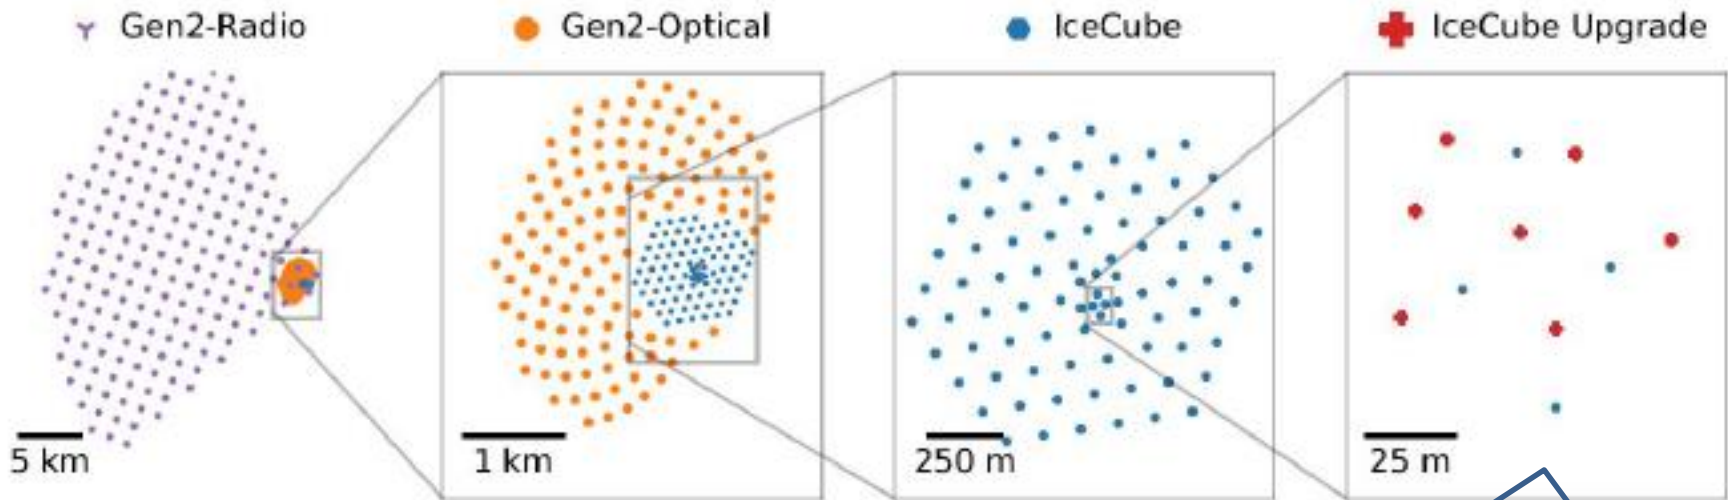 Gen2-Radio
Gen2-Optical
IceCube
IceCube Upgrade
5 km
1 km
250 m
25 m